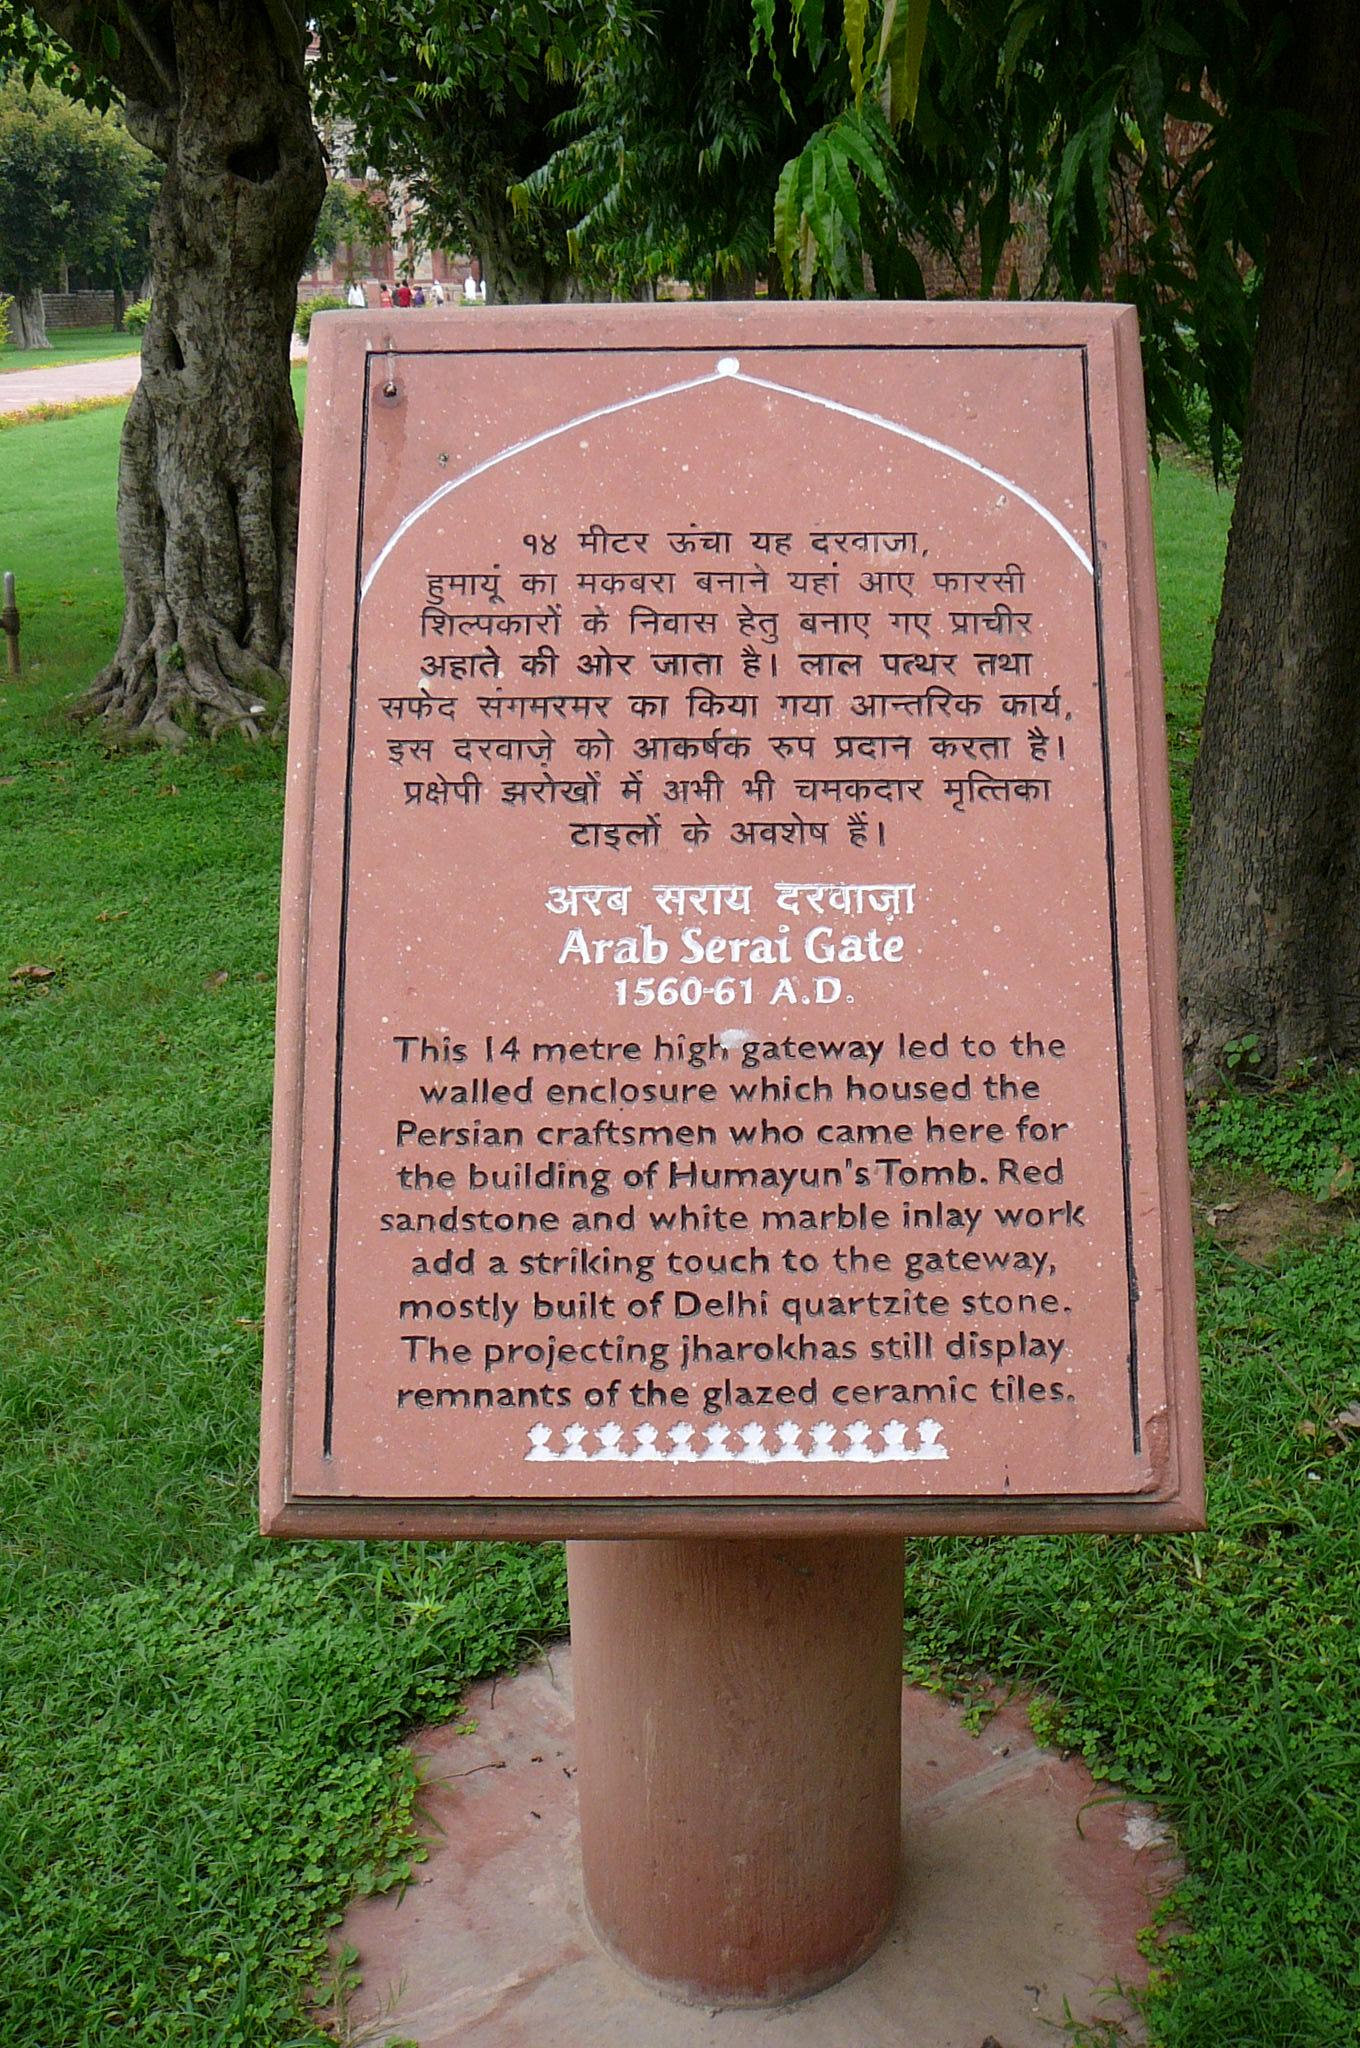 १४ मीटर ऊंचा यह दरवाजा,
हुमायूं का मकबरा बनाने यहां आए फारसी
शिल्पकारों के निवास हेतु बनाए गए प्राचीर
अहाते की ओर जाता है। लाल पत्थर तथा
सफेद संगमरमर का किया गया आन्तरिक कार्य,
इस दरवाज़े को आकर्षक रुप प्रदान करता है।
प्रक्षेपी झरोखों में अभी भी चमकदार मृत्तिका
टाइलों के अवशेष हैं।
अरब सराय दरवाज़ा
Arab Serai Gate
1560-61 A.D.
This 14 metre high gateway led to the
walled enclosure which housed the
Persian craftsmen who came here for
the building of Humayun's Tomb. Red
sandstone and white marble inlay work
add a striking touch to the gateway,
mostly built of Delhi quartzite stone.
The projecting jharokhas still display
remnants of the glazed ceramic tiles.